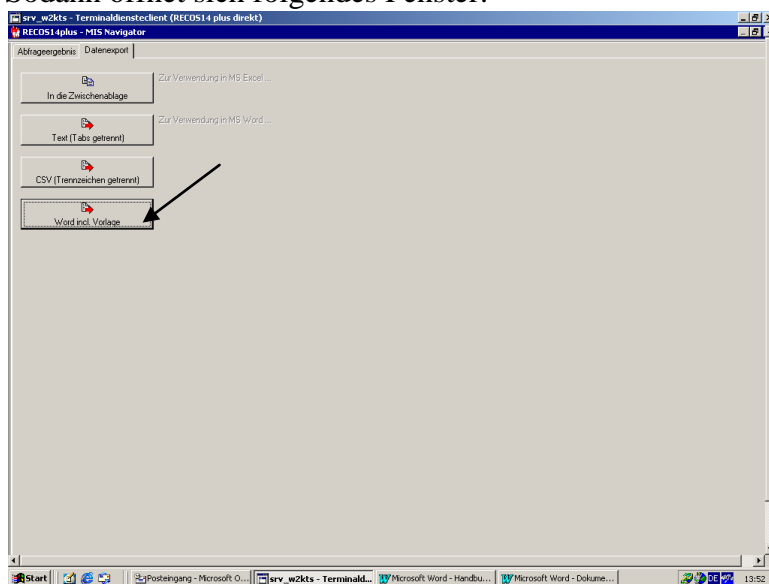 Sodann öffnet sich folgendes Fenster:
srv_w2kts - Terminaldiensteclient (RECOS14 plus direkt)
RECOS14plus - MIS Navigator
Abfrageergebnis Datenexport
In die Zwischenablage Zur Verwendung in MS Excel ...
Text (Tabs getrennt) Zur Verwendung in MS Word ...
CSV (Trennzeichen getrennt)
Word incl. Vorlage
Start Posteingang - Microsoft O... srv_w2kts - Terminald... Microsoft Word - Handbu... Microsoft Word - Dokume... DE 13:52